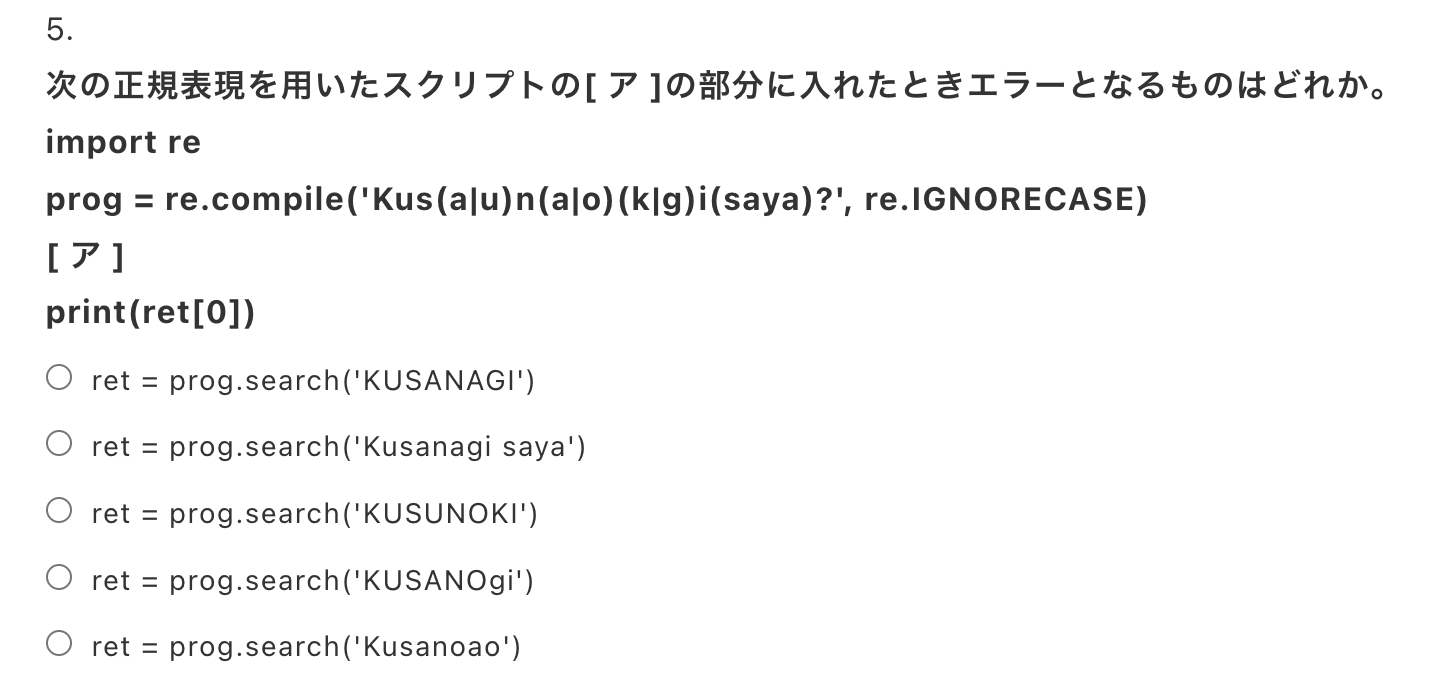 5.
次の正規表現を用いたスクリプトの[ ア ]の部分に入れたときエラーとなるものはどれか。
import re
prog = re.compile('Kus(a|u)n(a|o)(k|g)i(saya)?', re.IGNORECASE)
[ ア ]
print(ret[0])
ret = prog.search('KUSANAGI')
ret = prog.search('Kusanagi saya')
ret = prog.search('KUSUNOKI')
ret = prog.search('KUSANOgi')
ret = prog.search('Kusanoao')